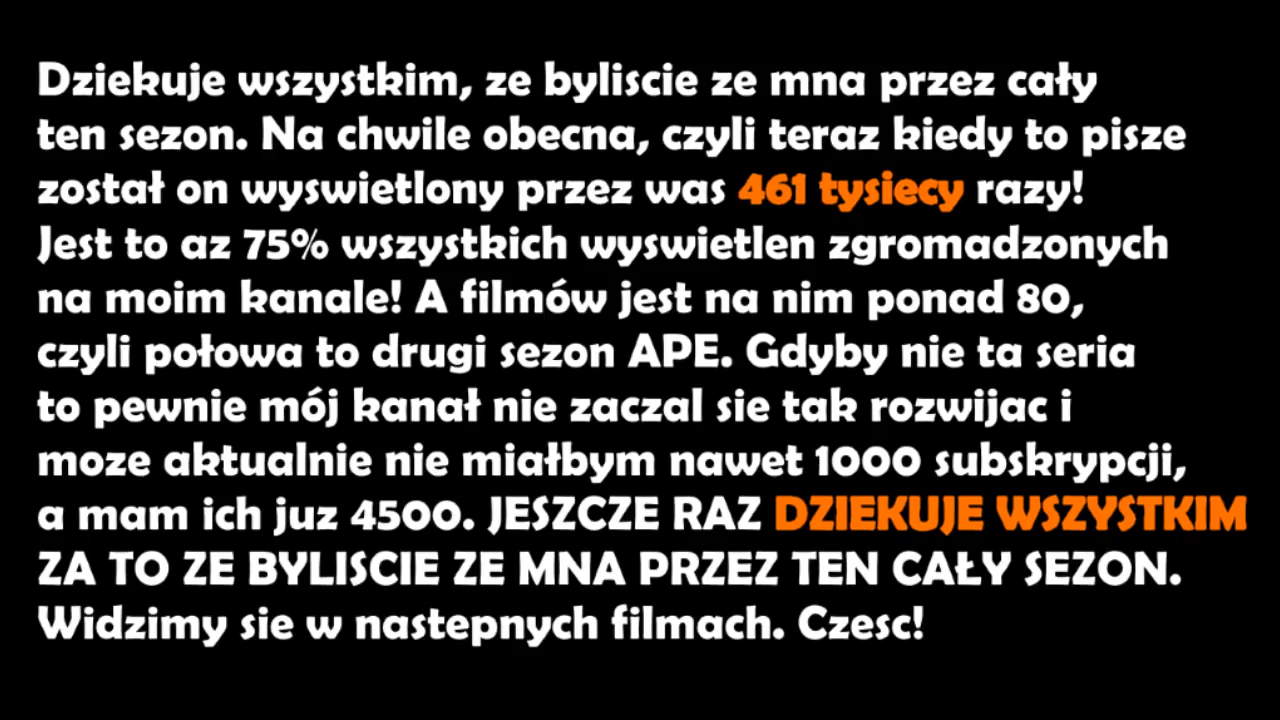 Dziekuje wszystkim, ze byliscie ze mna przez cały
ten sezon. Na chwile obecna, czyli teraz kiedy to pisze
został on wyswietlony przez was 461 tysiecy razy!
Jest to az 75% wszystkich wyswietlen zgromadzonych
na moim kanale! A filmów jest na nim ponad 80,
czyli połowa to drugi sezon APE. Gdyby nie ta seria
to pewnie mój kanał nie zaczal sie tak rozwijac i
moze aktualnie nie miałbym nawet 1000 subskrypcji,
a mam ich juz 4500. JESZCZE RAZ DZIEKUJE WSZYSTKIM
ZA TO ZE BYLISCIE ZE MNA PRZEZ TEN CAŁY SEZON.
Widzimy sie w nastepnych filmach. Czesc!